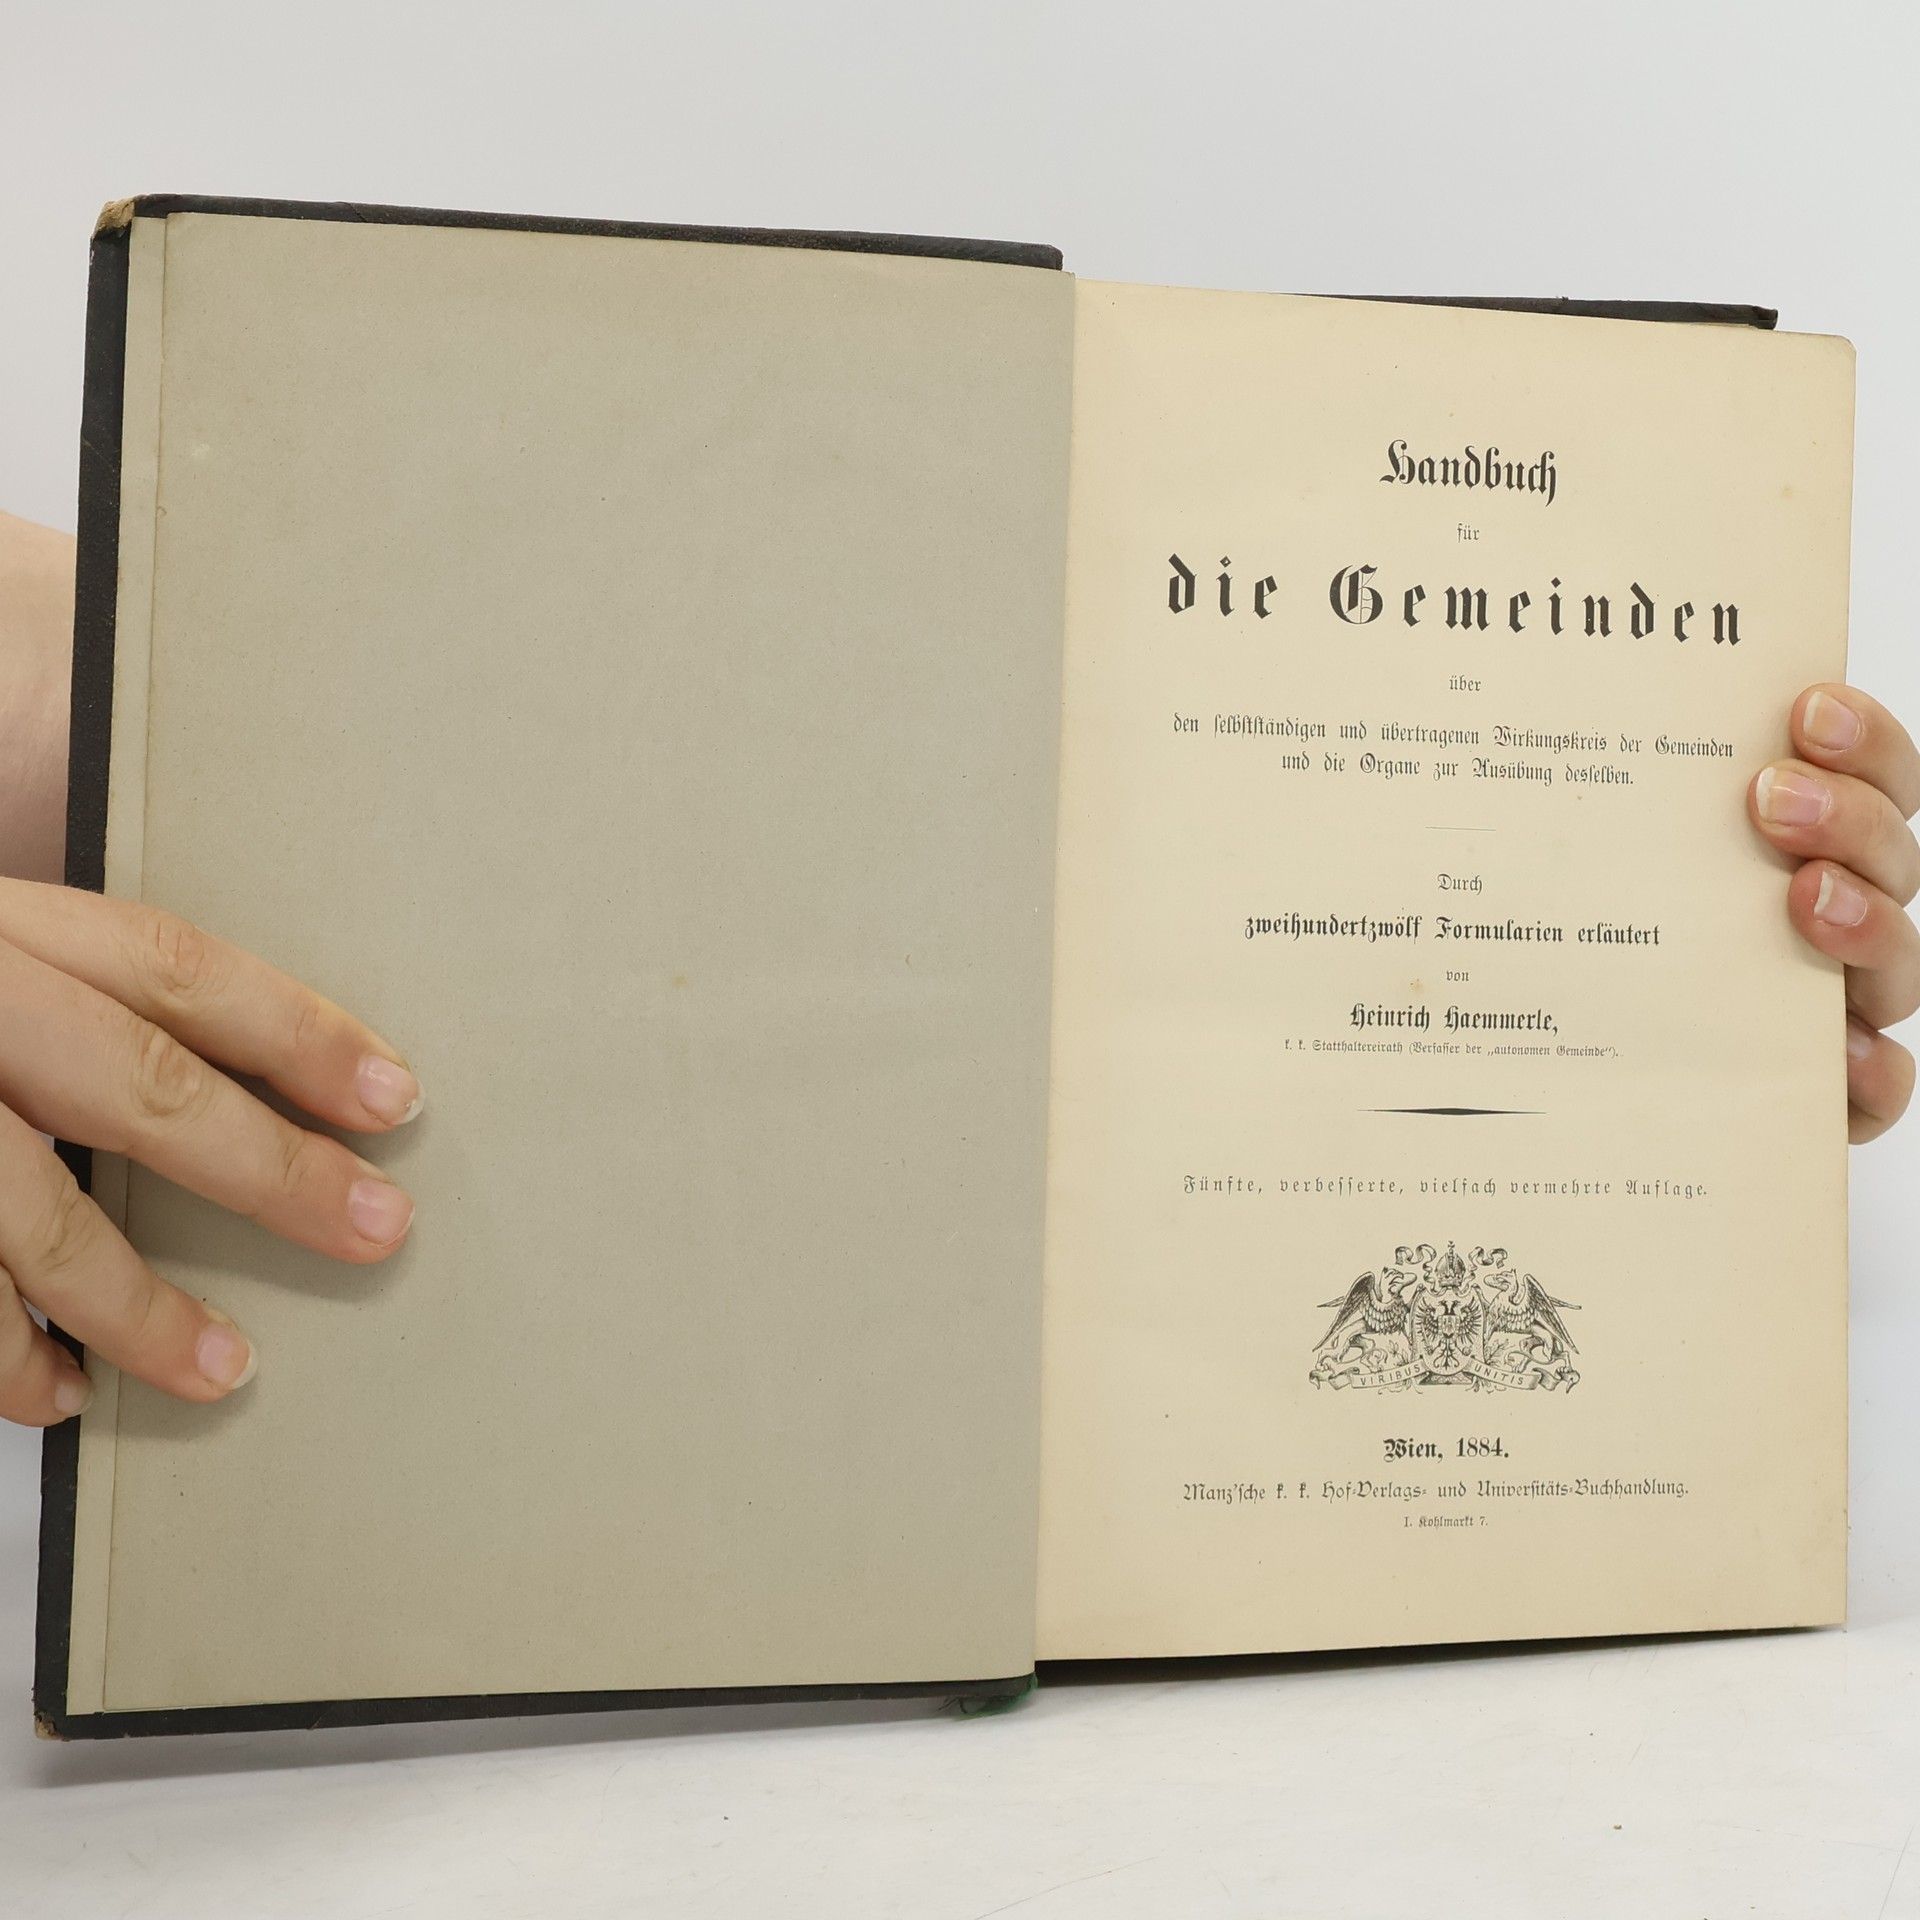 Handbuch
für
die Gemeinden
über
den selbstständigen und übertragenen Wirkungskreis der Gemeinden
und die Organe zur Ausübung desselben.
Durch
zweihundertzwölf Formularien erläutert
von
Heinrich Haemmerle,
k. k. Statthaltereirath (Verfasser der „autonomen Gemeinde“).
Fünfte, verbesserte, vielfach vermehrte Auflage.
VIRIBUS UNITIS
Wien, 1884.
Manz'sche k. k. Hof-Verlags- und Universitäts-Buchhandlung.
I. Kohlmarkt 7.